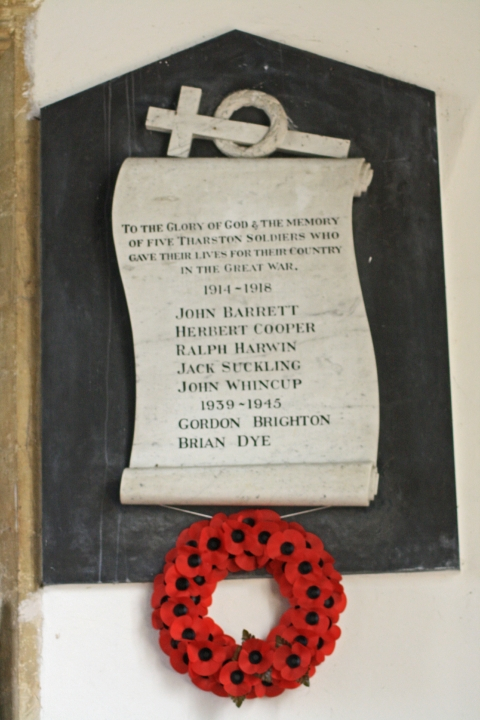 TO THE GLORY OF GOD & THE MEMORY
OF FIVE THARSTON SOLDIERS WHO
GAVE THEIR LIVES FOR THEIR COUNTRY
IN THE GREAT WAR.
1914~1918
JOHN BARRETT
HERBERT COOPER
RALPH HARWIN
JACK SUCKLING
JOHN WHINCUP
1939~1945
GORDON BRIGHTON
BRIAN DYE